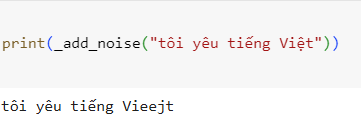 print(_add_noise("tôi yêu tiếng Việt"))
tôi yêu tiếng Vieejt